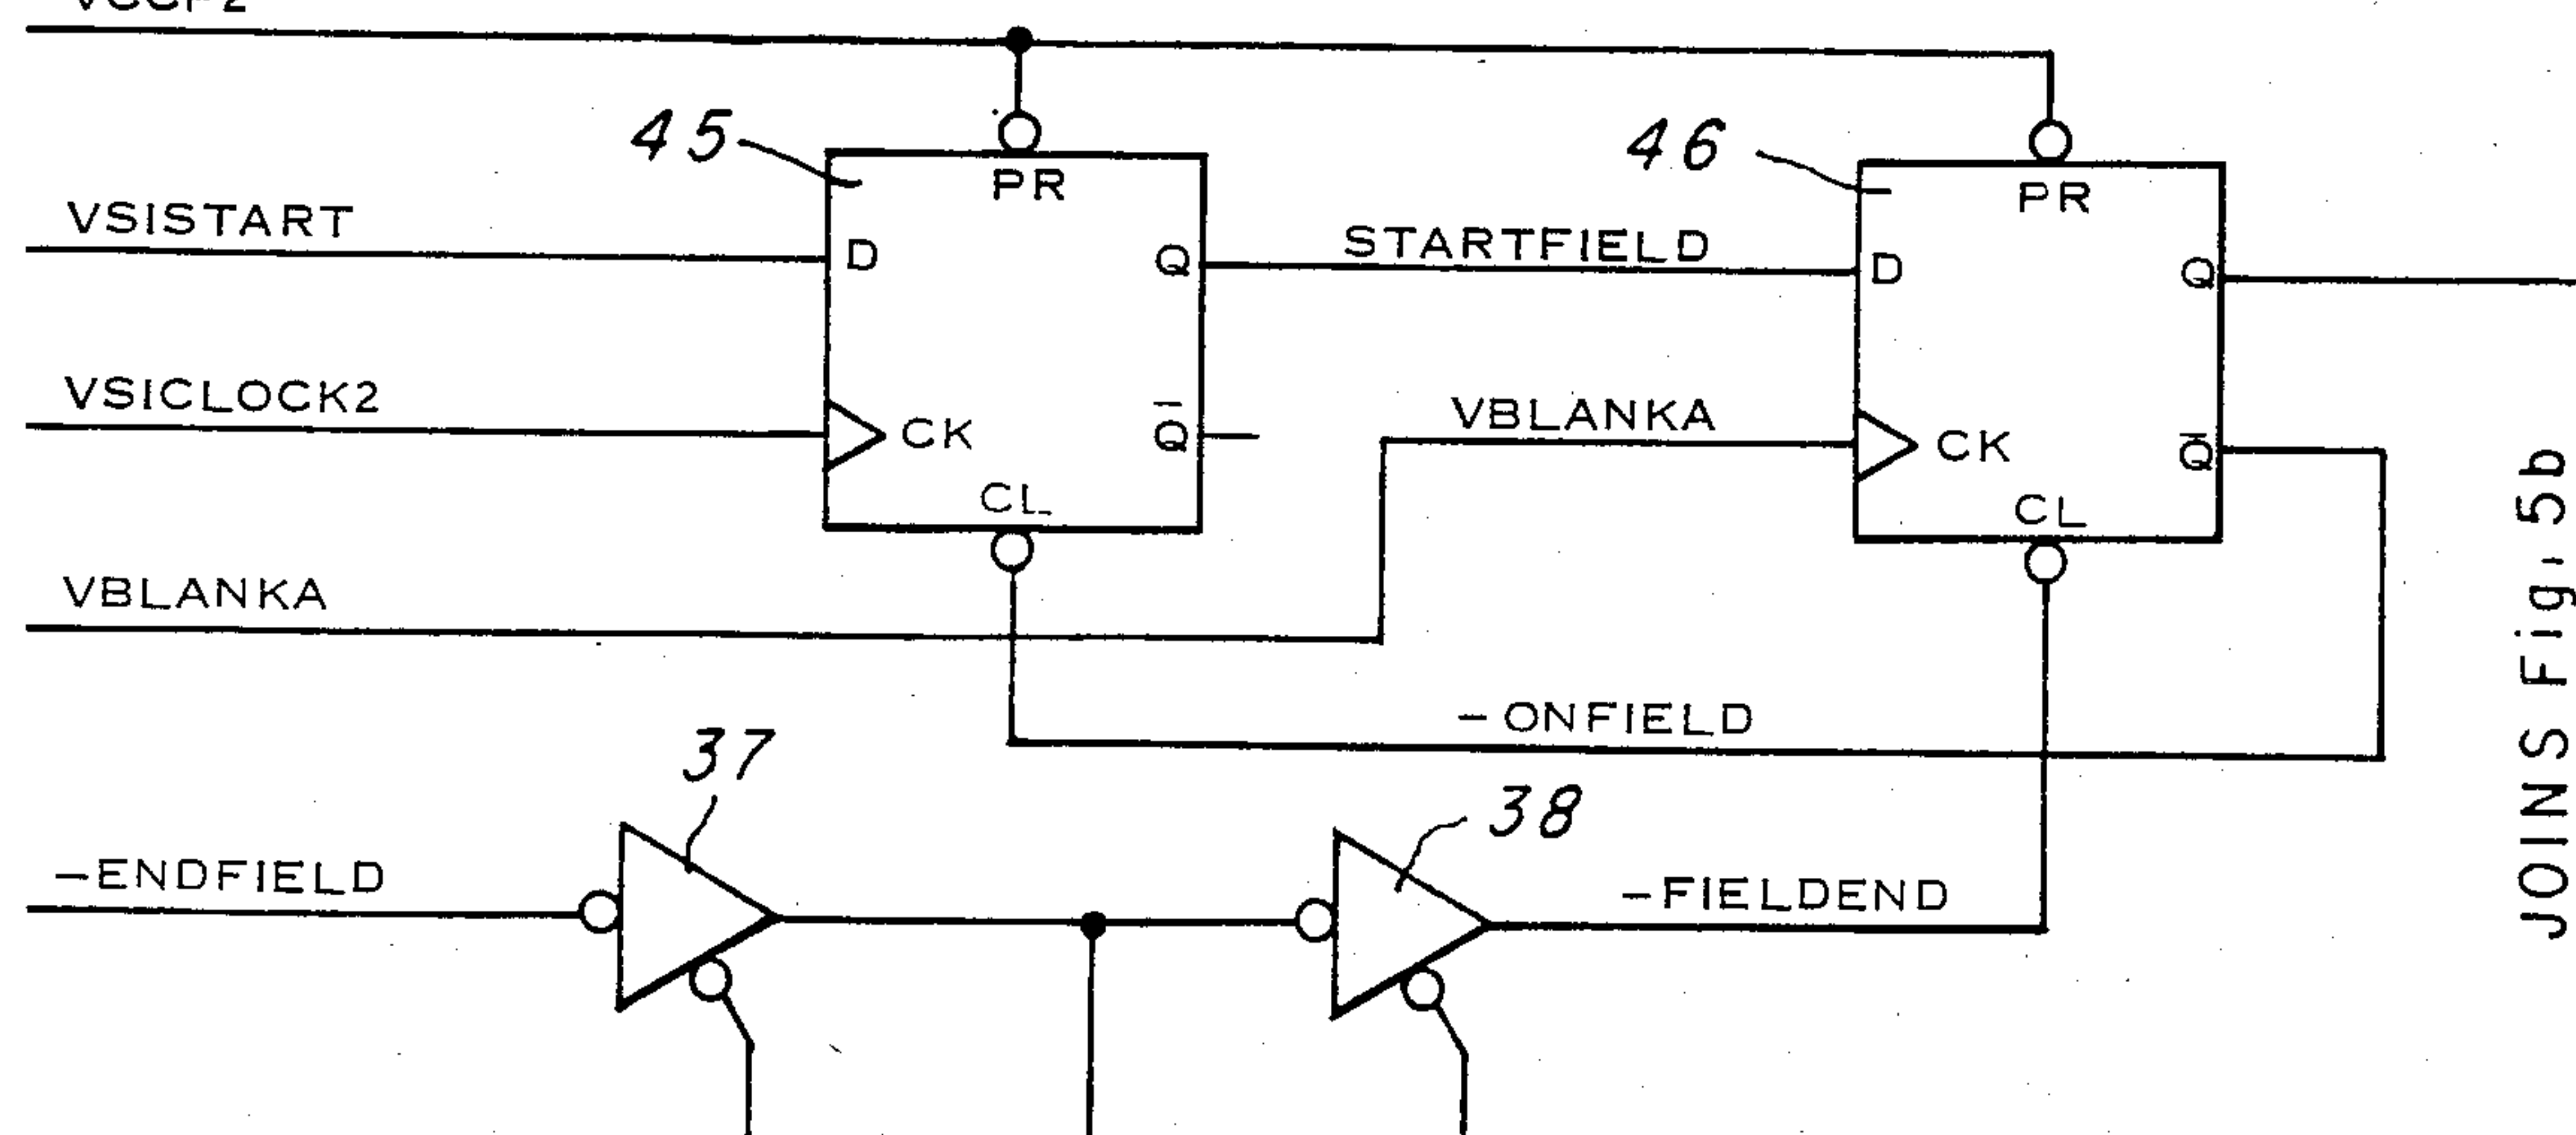 45
46
PR
PR
VSISTART
D
Q
STARTFIELD
D
Q
VSICLOCK2
CK
Q̅
VBLANKA
CK
Q̅
CL
CL
VBLANKA
-ONFIELD
37
38
-ENDFIELD
-FIELDEND
JOINS Fig. 5b